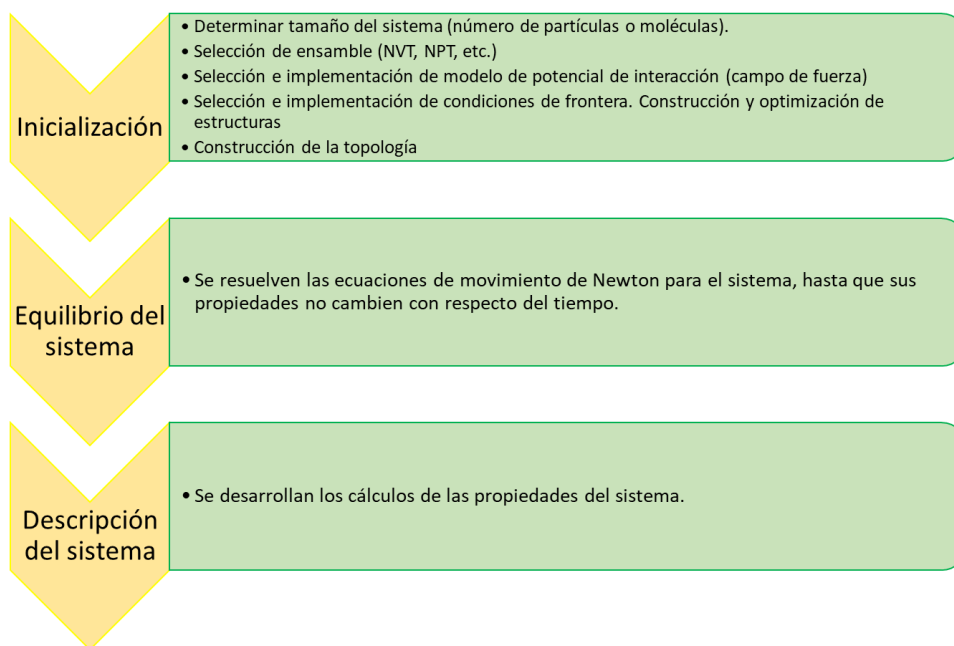 Inicialización
• Determinar tamaño del sistema (número de partículas o moléculas).
• Selección de ensamble (NVT, NPT, etc.)
• Selección e implementación de modelo de potencial de interacción (campo de fuerza)
• Selección e implementación de condiciones de frontera. Construcción y optimización de
estructuras
• Construcción de la topología
Equilibrio del
sistema
• Se resuelven las ecuaciones de movimiento de Newton para el sistema, hasta que sus
propiedades no cambien con respecto del tiempo.
Descripción
del sistema
• Se desarrollan los cálculos de las propiedades del sistema.